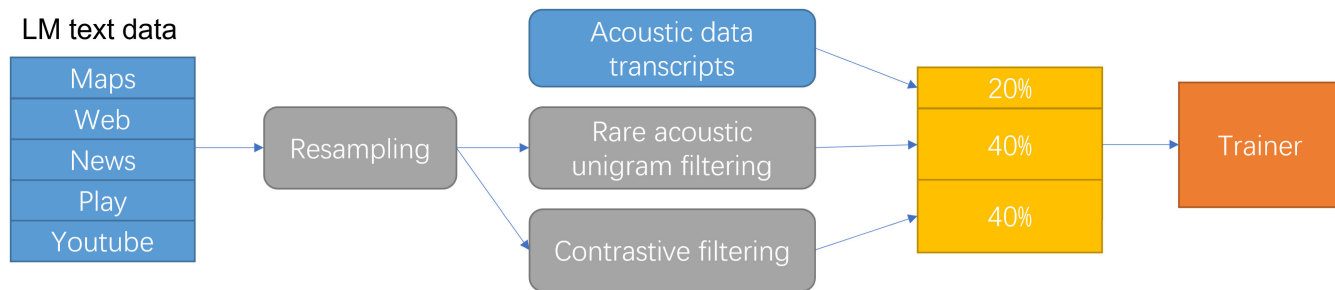 LM text data
Maps
Web
News
Play
Youtube
Resampling
Acoustic data
transcripts
Rare acoustic
unigram filtering
Contrastive filtering
20%
40%
40%
Trainer